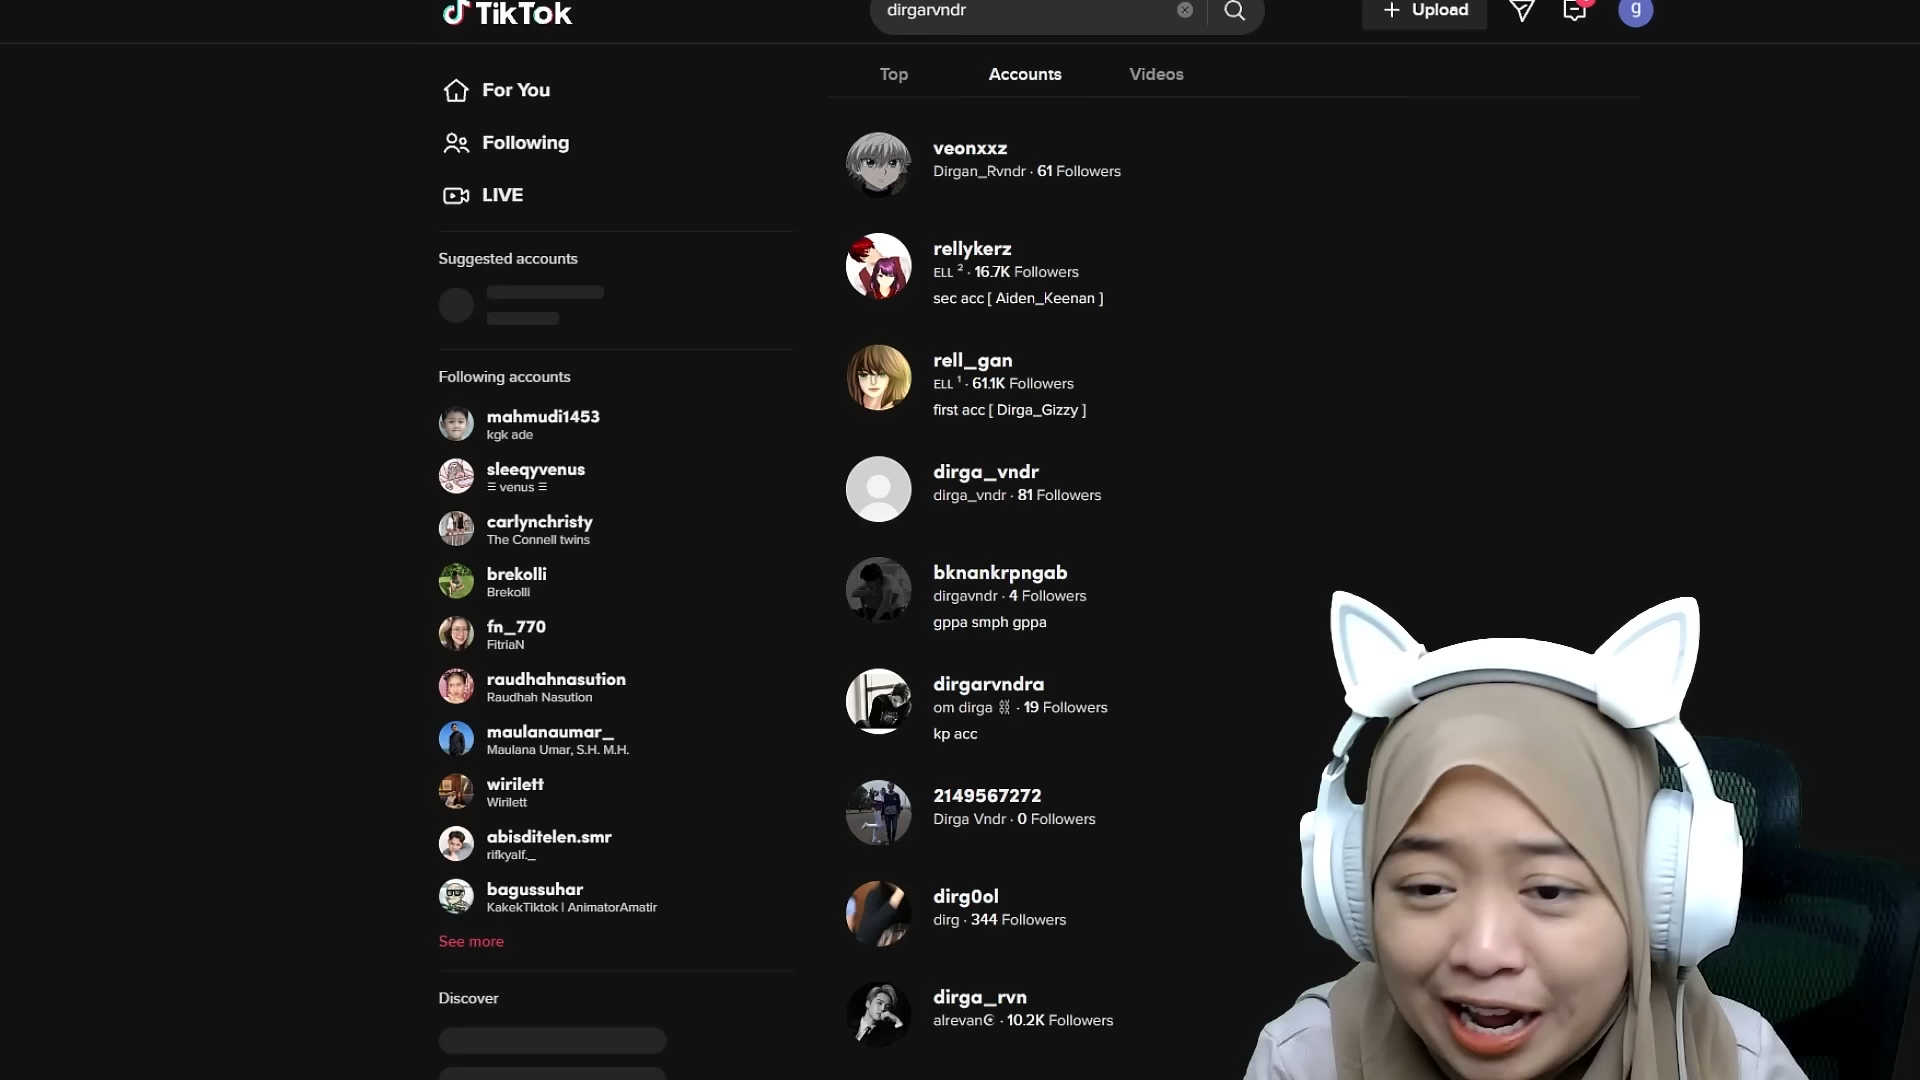 TikTok
dirgarvndr
Upload
g
Top
Accounts
Videos
For You
Following
LIVE
Suggested accounts
Following accounts
mahmudi1453
kgk ade
sleeqyvenus
☰ venus ☰
carlynchristy
The Connell twins
brekolli
Brekolli
fn_770
FitriaN
raudhahnasution
Raudhah Nasution
maulanaumar_
Maulana Umar, S.H. M.H.
wirilett
Wirilett
abisditelen.smr
rifkyalf._
bagussuhar
KakekTiktok | AnimatorAmatir
See more
Discover
veonxxz
Dirgan_Rvndr · 61 Followers
rellykerz
ᴇʟʟ ² · 16.7K Followers
sec acc [ Aiden_Keenan ]
rell_gan
ᴇʟʟ ¹ · 61.1K Followers
first acc [ Dirga_Gizzy ]
dirga_vndr
dirga_vndr · 81 Followers
bknankrpngab
dirgavndr · 4 Followers
gppa smph gppa
dirgarvndra
om dirga ⛓ · 19 Followers
kp acc
2149567272
Dirga Vndr · 0 Followers
dirg0ol
dirg · 344 Followers
dirga_rvn
alrevan☪ · 10.2K Followers